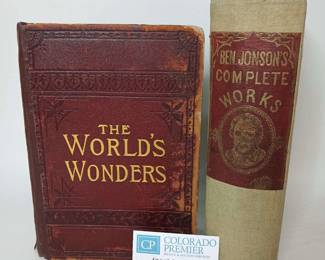 THE
WORLD'S
WONDERS
BEN JONSON'S
COMPLETE
WORKS
CP
COLORADO
PREMIER